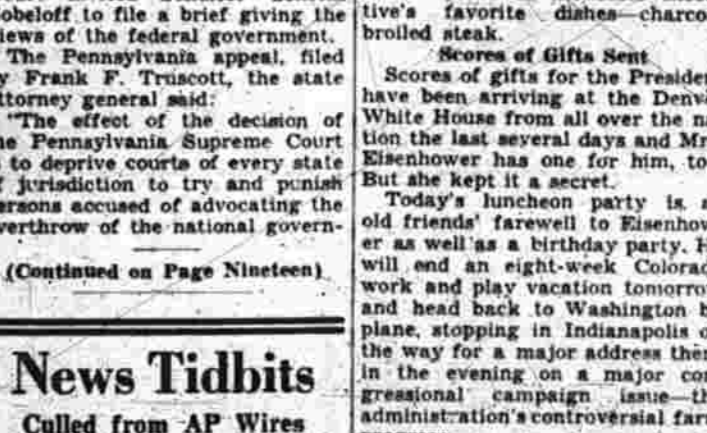 obeloff to file a brief giving the
iews of the federal government.
The Pennsylvania appeal, filed
y Frank F. Truscott, the state
ttorney general said:
"The effect of the decision of
he Pennsylvania Supreme Court
to deprive courts of every state
f jurisdiction to try and punish
ersons accused of advocating the
verthrow of the national govern-
(Continued on Page Nineteen)
News Tidbits
Culled from AP Wires
tive's favorite dishes—charco
broiled steak.
Scores of Gifts Sent
Scores of gifts for the Presiden
have been arriving at the Denv
White House from all over the na
tion the last several days and Mr
Eisenhower has one for him, to
But she kept it a secret.
Today's luncheon party is a
old friends' farewell to Eisenhow
er as well as a birthday party. H
will end an eight-week Colorad
work and play vacation tomorro
and head back to Washington b
plane, stopping in Indianapolis o
the way for a major address ther
in the evening on a major con
gressional campaign issue—th
administration's controversial farm